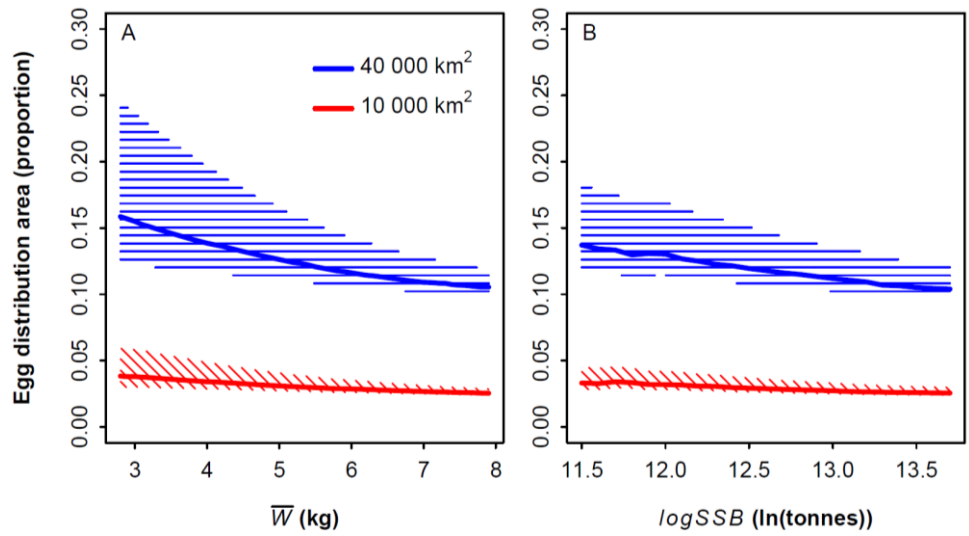 Egg distribution area (proportion)
0.30
0.25
0.20
0.15
0.10
0.05
0.00
A
40 000 km²
10 000 km²
3 4 5 6 7 8
W̅ (kg)
0.30
0.25
0.20
0.15
0.10
0.05
0.00
B
11.5 12.0 12.5 13.0 13.5
logSSB (ln(tonnes))